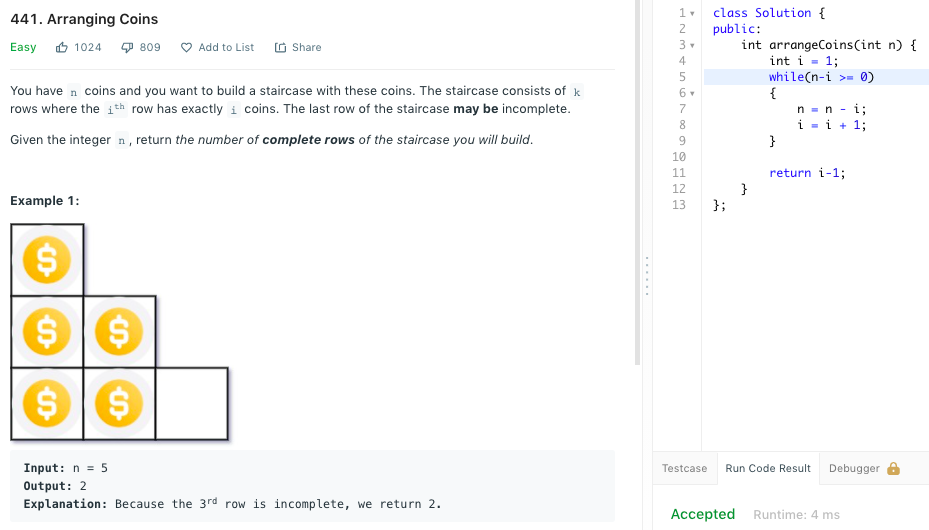 441. Arranging Coins
Easy 1024 809 Add to List Share
You have n coins and you want to build a staircase with these coins. The staircase consists of k
rows where the ith row has exactly i coins. The last row of the staircase may be incomplete.
Given the integer n, return the number of complete rows of the staircase you will build.
Example 1:
$
$ $
$ $
Input: n = 5
Output: 2
Explanation: Because the 3rd row is incomplete, we return 2.
1 class Solution {
2 public:
3     int arrangeCoins(int n) {
4         int i = 1;
5         while(n-i >= 0)
6         {
7             n = n - i;
8             i = i + 1;
9         }
10
11         return i-1;
12     }
13 };
Testcase Run Code Result Debugger
Accepted Runtime: 4 ms